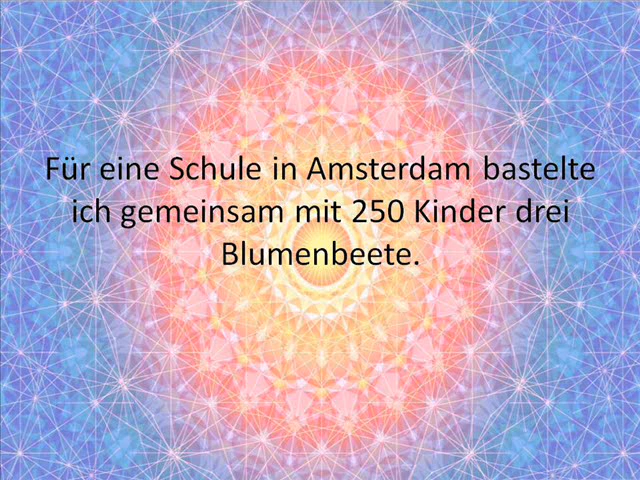 Für eine Schule in Amsterdam bastelte
ich gemeinsam mit 250 Kinder drei
Blumenbeete.